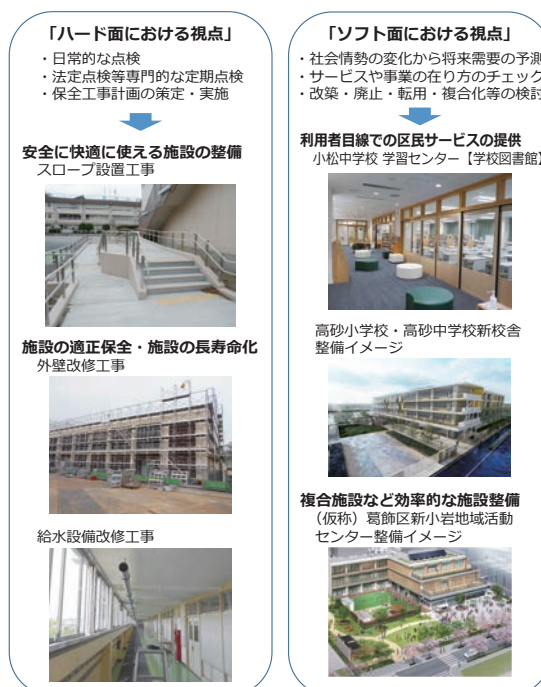 「ハード面における視点」
・日常的な点検
・法定点検等専門的な定期点検
・保全工事計画の策定・実施
安全に快適に使える施設の整備
スロープ設置工事
施設の適正保全・施設の長寿命化
外壁改修工事
給水設備改修工事
「ソフト面における視点」
・社会情勢の変化から将来需要の予測
・サービスや事業の在り方のチェック
・改築・廃止・転用・複合化等の検討
利用者目線での区民サービスの提供
小松中学校 学習センター【学校図書館】
高砂小学校・高砂中学校新校舎
整備イメージ
複合施設など効率的な施設整備
（仮称）葛飾区新小岩地域活動
センター整備イメージ